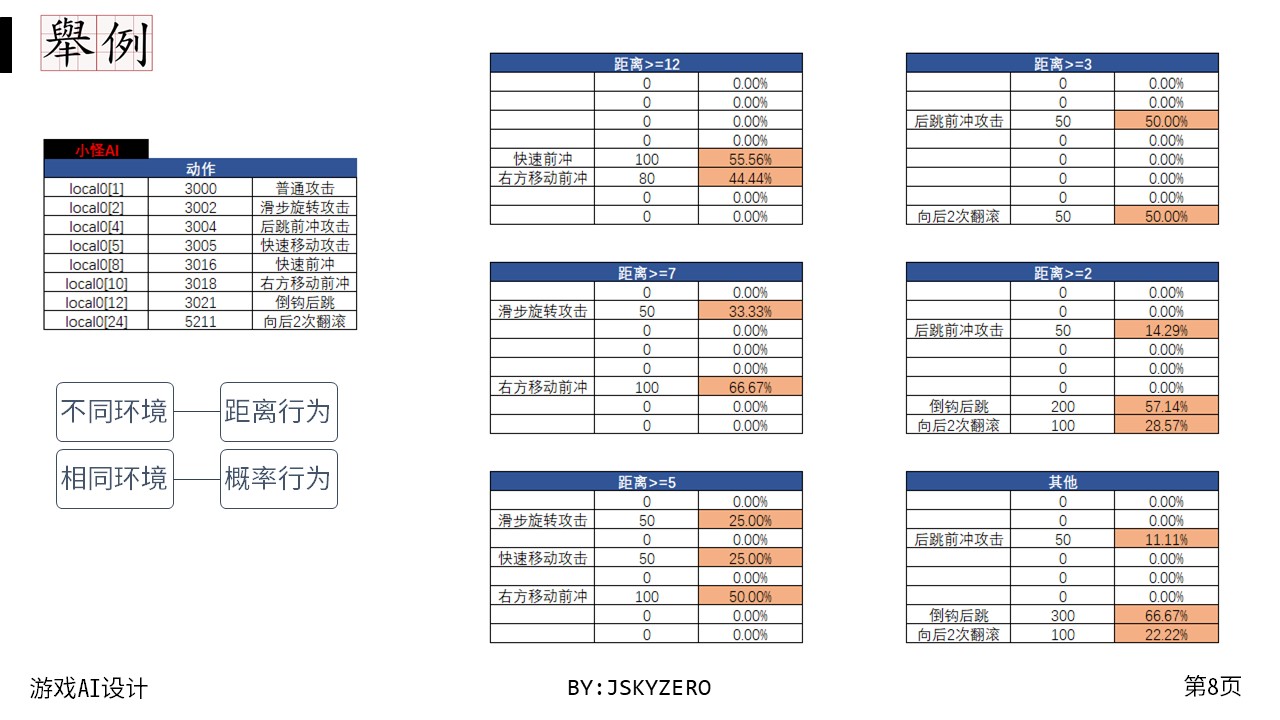 舉例
小怪AI
动作
local0[1] 3000 普通攻击
local0[2] 3002 滑步旋转攻击
local0[4] 3004 后跳前冲攻击
local0[5] 3005 快速移动攻击
local0[8] 3016 快速前冲
local0[10] 3018 右方移动前冲
local0[12] 3021 倒钩后跳
local0[24] 5211 向后2次翻滚
不同环境 距离行为
相同环境 概率行为
距离>=12
0 0.00%
0 0.00%
0 0.00%
0 0.00%
快速前冲 100 55.56%
右方移动前冲 80 44.44%
0 0.00%
0 0.00%
距离>=7
0 0.00%
滑步旋转攻击 50 33.33%
0 0.00%
0 0.00%
0 0.00%
右方移动前冲 100 66.67%
0 0.00%
0 0.00%
距离>=5
0 0.00%
滑步旋转攻击 50 25.00%
0 0.00%
快速移动攻击 50 25.00%
0 0.00%
右方移动前冲 100 50.00%
0 0.00%
0 0.00%
距离>=3
0 0.00%
0 0.00%
后跳前冲攻击 50 50.00%
0 0.00%
0 0.00%
0 0.00%
0 0.00%
向后2次翻滚 50 50.00%
距离>=2
0 0.00%
0 0.00%
后跳前冲攻击 50 14.29%
0 0.00%
0 0.00%
0 0.00%
倒钩后跳 200 57.14%
向后2次翻滚 100 28.57%
其他
0 0.00%
0 0.00%
后跳前冲攻击 50 11.11%
0 0.00%
0 0.00%
0 0.00%
倒钩后跳 300 66.67%
向后2次翻滚 100 22.22%
游戏AI设计
BY:JSKYZERO
第8页